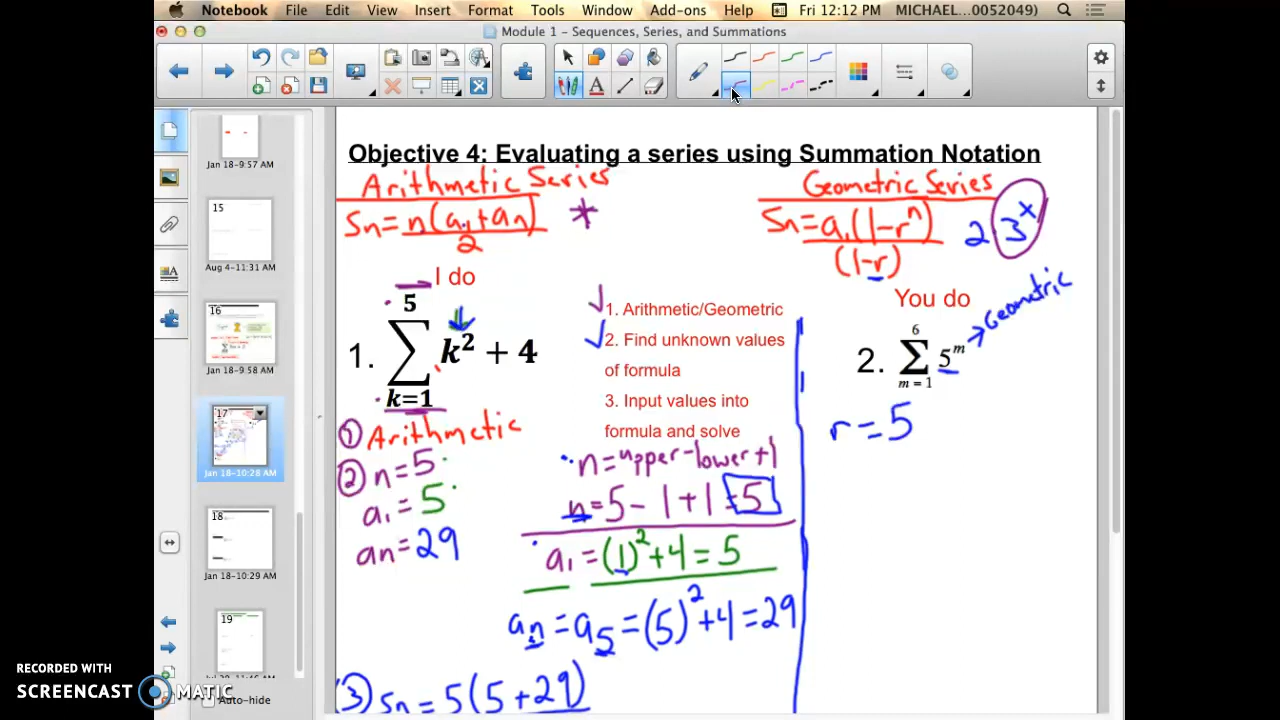 Notebook File Edit View Insert Format Tools Window Add-ons Help Fri 12:12 PM MICHAEL...0052049)
Module 1 - Sequences, Series, and Summations
Jan 18-9:57 AM
15
Aug 4-11:31 AM
16
Jan 18-9:58 AM
17
Jan 18-10:28 AM
18
Jan 18-10:29 AM
19
Auto-hide
RECORDED WITH
SCREENCAST MATIC
Objective 4: Evaluating a series using Summation Notation
Arithmetic Series
Sn = n(a₁+an)
2
*
I do
1. 5 ∑ k=1 k² + 4
① Arithmetic
② n=5
a₁ = 5
an = 29
1. Arithmetic/Geometric
2. Find unknown values
of formula
3. Input values into
formula and solve
n = upper-lower+1
n=5-1+1=5
a₁ = (1)²+4=5
an = a5 = (5)²+4=29
③ Sn = 5(5+29)
Geometric Series
Sn = a₁(1-rⁿ)
(1-r)
2 3ˣ
You do
2. 6 ∑ m = 1 5ᵐ → Geometric
r=5